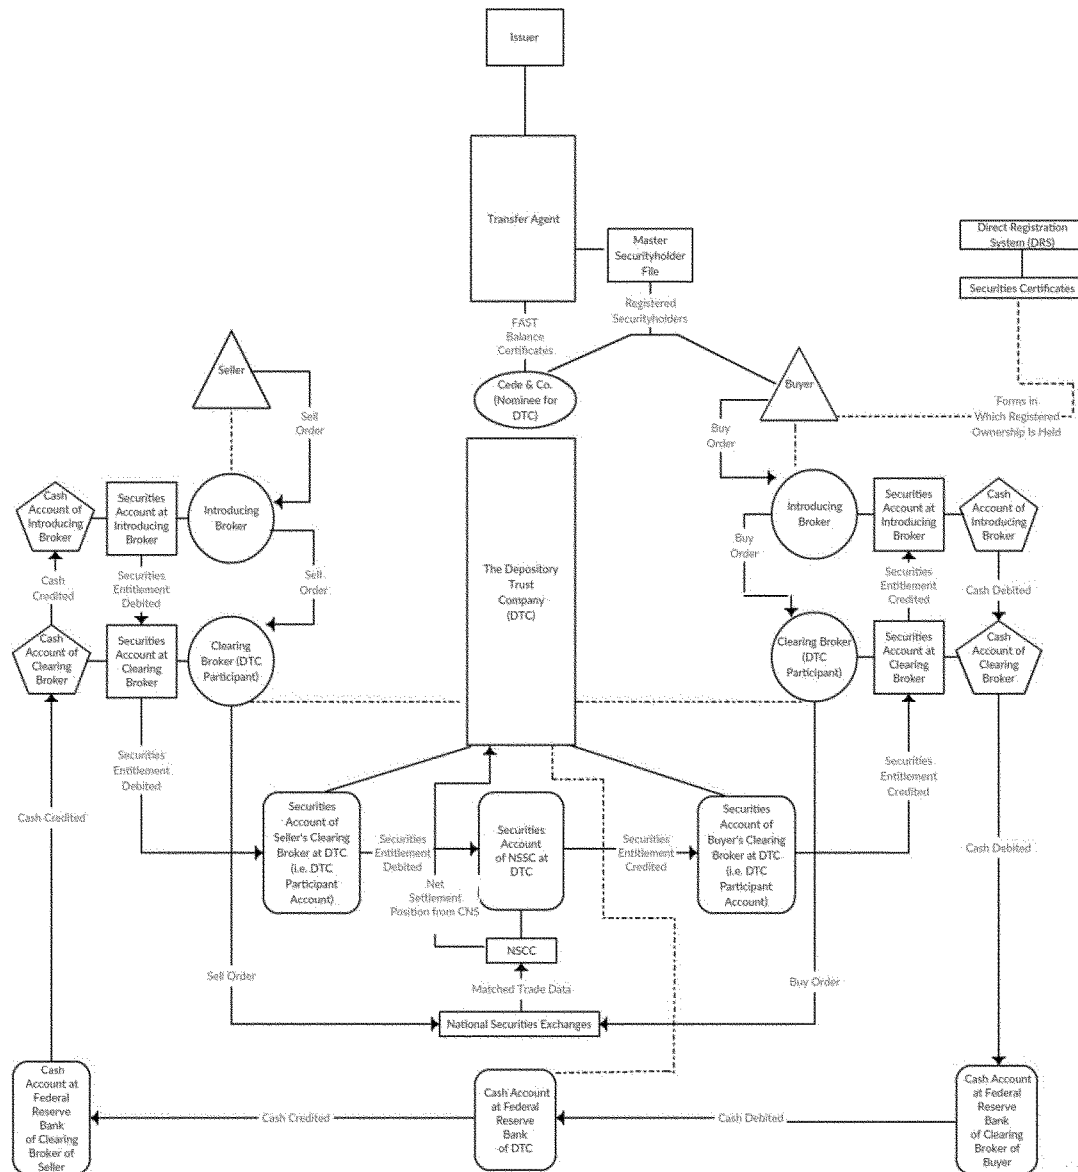 Issuer
Transfer Agent
Master
Securityholder
File
Direct Registration
System (DRS)
Securities Certificates
Registered
Securityholders
FAST
Balance
Certificates
Seller
Cede & Co.
(Nominee for
DTC)
Buyer
Sell
Order
Buy
Order
Forms in
Which Registered
Ownership Is Held
Cash
Account of
Introducing
Broker
Securities
Account at
Introducing
Broker
Introducing
Broker
Introducing
Broker
Securities
Account at
Introducing
Broker
Cash
Account of
Introducing
Broker
Cash
Credited
Securities
Entitlement
Debited
Sell
Order
The Depository
Trust
Company
(DTC)
Buy
Order
Securities
Entitlement
Credited
Cash Debited
Cash
Account of
Clearing
Broker
Securities
Account at
Clearing
Broker
Clearing
Broker (DTC
Participant)
Clearing Broker
(DTC
Participant)
Securities
Account at
Clearing
Broker
Cash
Account of
Clearing
Broker
Securities
Entitlement
Debited
Securities
Entitlement
Credited
Cash Credited
Securities
Account of
Seller's Clearing
Broker at DTC
(i.e. DTC
Participant
Account)
Securities
Entitlement
Debited
Securities
Account
of NSSC at
DTC
Securities
Entitlement
Credited
Securities
Account of
Buyer's Clearing
Broker at DTC
(i.e. DTC
Participant
Account)
Cash Debited
Net
Settlement
Position from CNS
NSCC
Sell Order
Matched Trade Data
Buy Order
National Securities Exchanges
Cash
Account at
Federal
Reserve
Bank
of Clearing
Broker of
Seller
Cash Credited
Cash Account
at Federal
Reserve
Bank
of DTC
Cash Debited
Cash Account
at Federal
Reserve
Bank
of Clearing
Broker of
Buyer